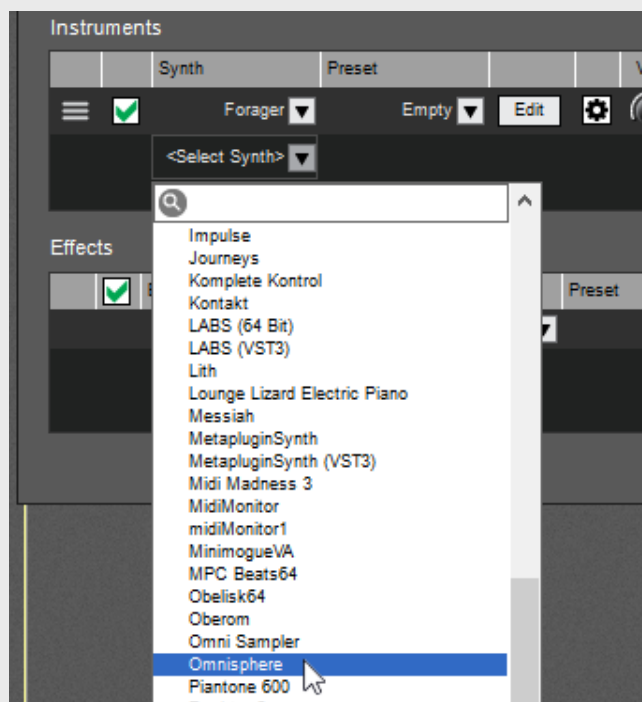 Instruments
Synth Preset
Forager Empty Edit
<Select Synth>
Impulse
Journeys
Komplete Kontrol
Kontakt
LABS (64 Bit)
LABS (VST3)
Lith
Lounge Lizard Electric Piano
Messiah
MetapluginSynth
MetapluginSynth (VST3)
Midi Madness 3
MidiMonitor
midiMonitor1
MinimogueVA
MPC Beats64
Obelisk64
Oberom
Omni Sampler
Omnisphere
Piantone 600
Effects
Preset